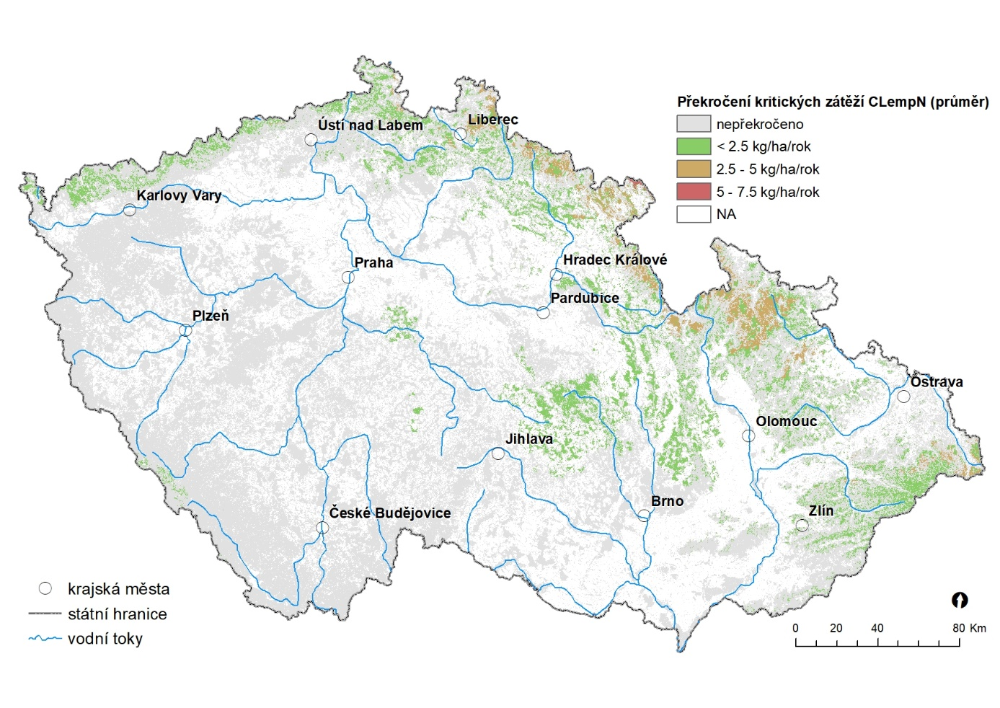 Překročení kritických zátěží CLempN (průměr)
nepřekročeno
< 2.5 kg/ha/rok
2.5 - 5 kg/ha/rok
5 - 7.5 kg/ha/rok
NA
Liberec
Ústí nad Labem
Karlovy Vary
Praha
Hradec Králové
Pardubice
Plzeň
Ostrava
Olomouc
Jihlava
Brno
Zlín
České Budějovice
krajská města
státní hranice
vodní toky
0 20 40 80 Km